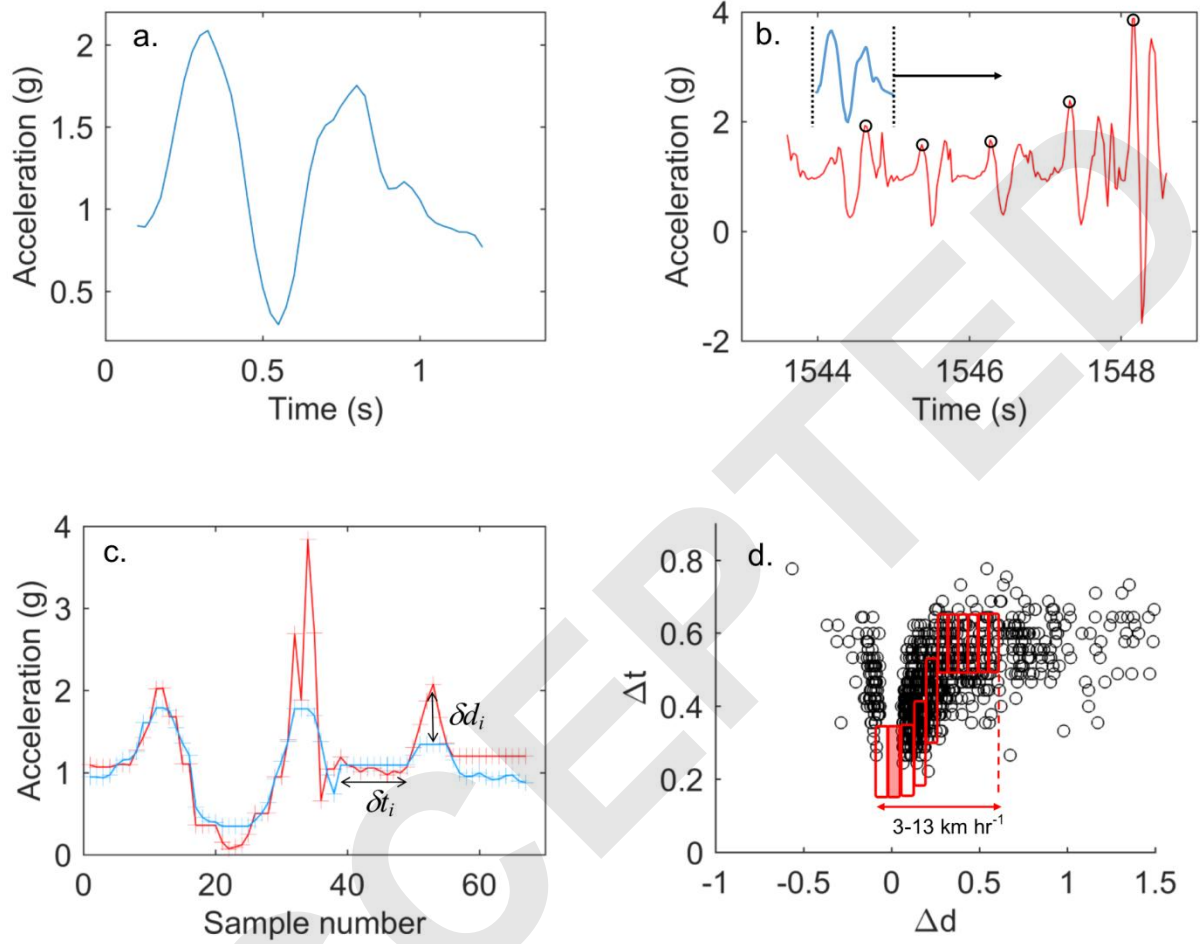 a.
2
1.5
1
0.5
Acceleration (g)
0
0.5
1
Time (s)
b.
4
2
0
-2
Acceleration (g)
1544
1546
1548
Time (s)
c.
4
3
2
1
0
Acceleration (g)
δdᵢ
δtᵢ
0
20
40
60
Sample number
d.
0.8
0.6
0.4
0.2
0
Δt
3-13 km hr⁻¹
-1
-0.5
0
0.5
1
1.5
Δd
CCEPTED